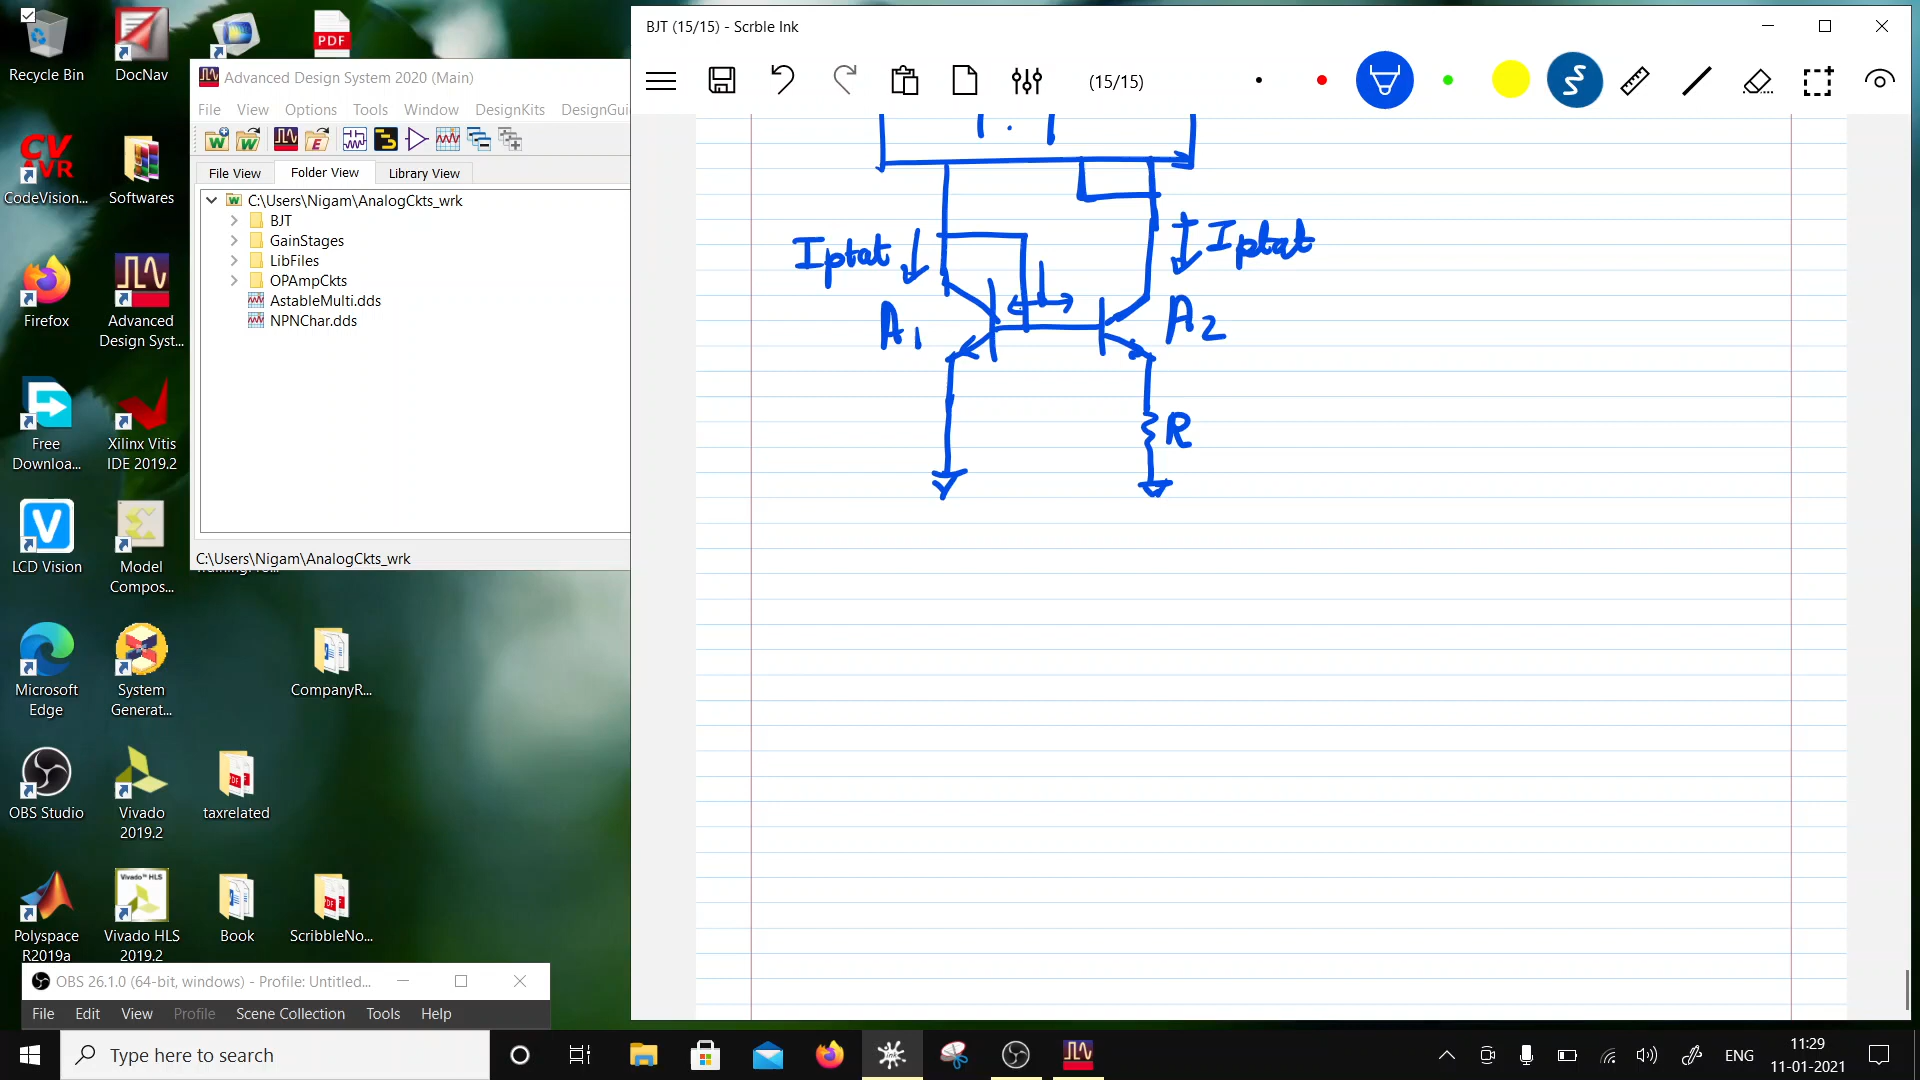 BJT (15/15) - Scrble Ink
(15/15)
Recycle Bin
DocNav
PDF
Advanced Design System 2020 (Main)
File View Options Tools Window DesignKits DesignGui
File View Folder View Library View
C:\Users\Nigam\AnalogCkts_wrk
BJT
GainStages
LibFiles
OPAmpCkts
AstableMulti.dds
NPNChar.dds
C:\Users\Nigam\AnalogCkts_wrk
CV
AVR
CodeVision...
Softwares
Firefox
Advanced
Design Syst...
Free
Downloa...
Xilinx Vitis
IDE 2019.2
LCD Vision
Model
Compos...
Microsoft
Edge
System
Generat...
CompanyR...
OBS Studio
Vivado
2019.2
taxrelated
Polyspace
R2019a
Vivado™ HLS
Vivado HLS
2019.2
Book
ScribbleNo...
Iptat
Iptat
A1
A2
R
OBS 26.1.0 (64-bit, windows) - Profile: Untitled...
File Edit View Profile Scene Collection Tools Help
Type here to search
ENG
11:29
11-01-2021